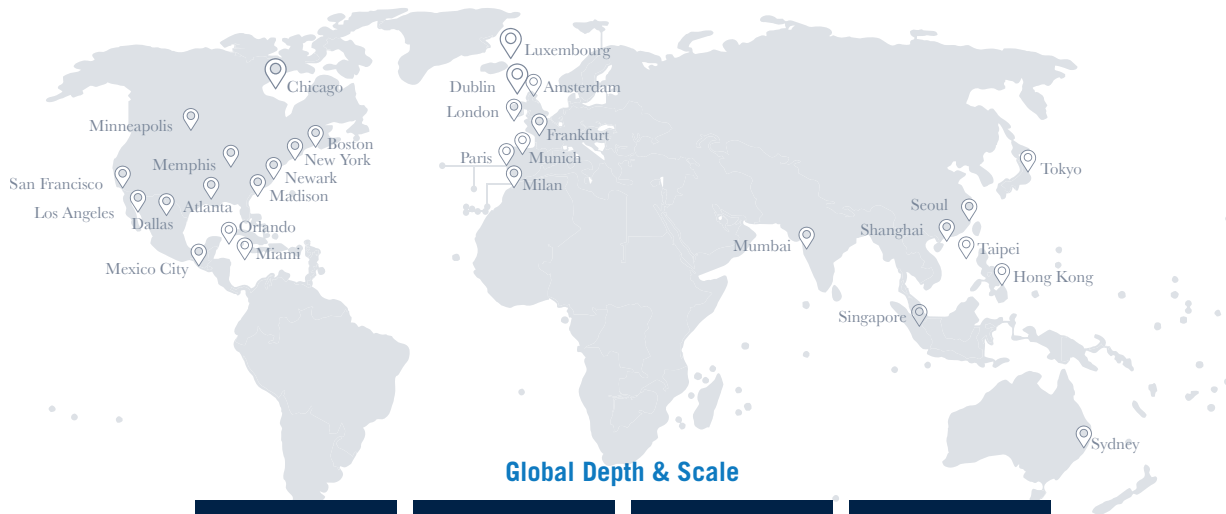 Luxembourg
Chicago
Dublin
Amsterdam
London
Minneapolis
Frankfurt
Boston
New York
Memphis
Paris
Munich
Tokyo
Newark
San Francisco
Milan
Madison
Atlanta
Seoul
Los Angeles
Dallas
Orlando
Shanghai
Mumbai
Taipei
Miami
Mexico City
Hong Kong
Singapore
Sydney
Global Depth & Scale